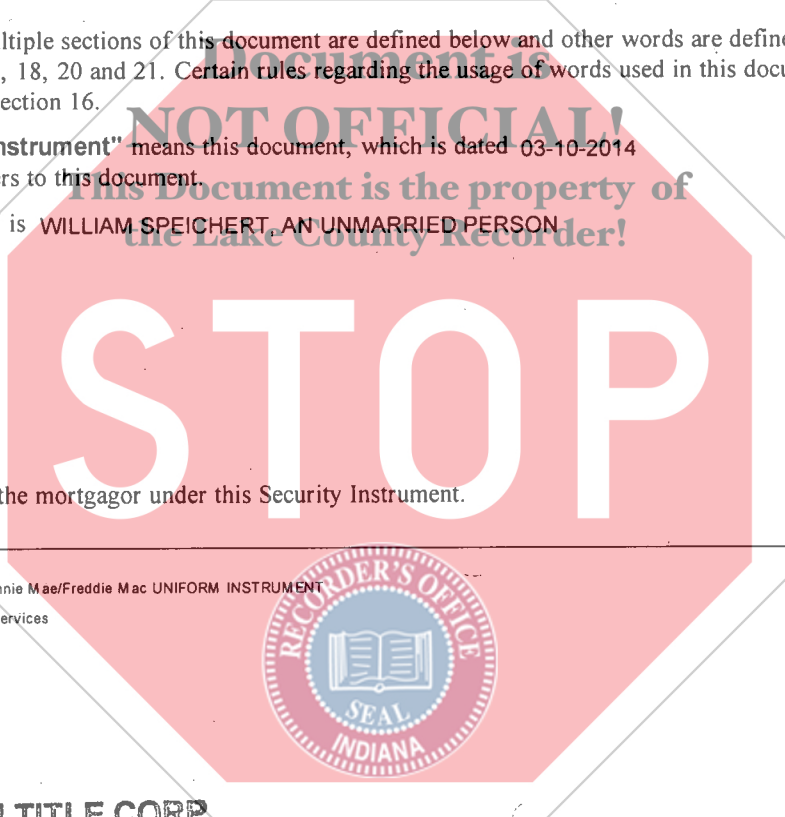 ltiple sections of this document are defined below and other words are define
Document is
, 18, 20 and 21. Certain rules regarding the usage of words used in this docu
ection 16.
NOT OFFICIAL!
nstrument" means this document, which is dated 03-10-2014
ers to this document.
This Document is the property of
is WILLIAM SPEICHERT, AN UNMARRIED PERSON
the Lake County Recorder!
STOP
the mortgagor under this Security Instrument.
nnie Mae/Freddie Mac UNIFORM INSTRUMENT
ervices
RECORDER'S OFFICE
SEAL
INDIANA
TITLE CORP